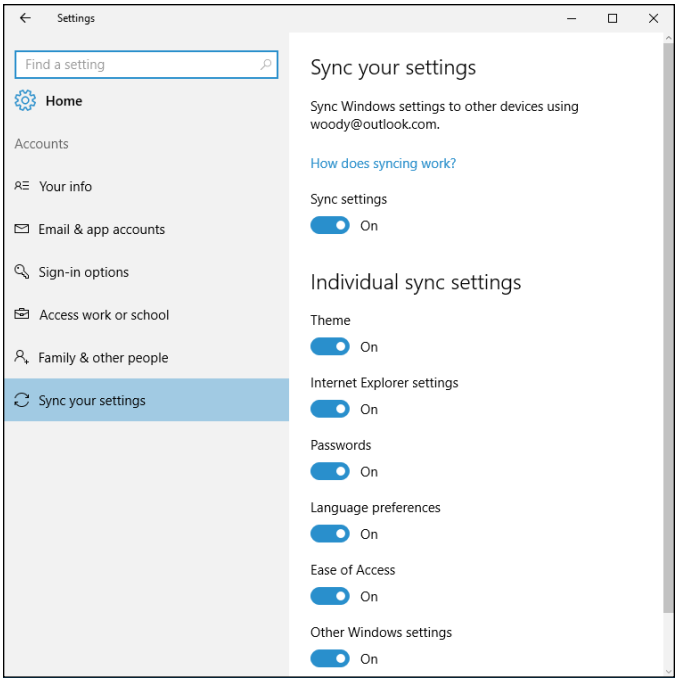 Settings
Find a setting
Home
Accounts
Your info
Email & app accounts
Sign-in options
Access work or school
Family & other people
Sync your settings
Sync your settings
Sync Windows settings to other devices using
woody@outlook.com.
How does syncing work?
Sync settings
On
Individual sync settings
Theme
On
Internet Explorer settings
On
Passwords
On
Language preferences
On
Ease of Access
On
Other Windows settings
On